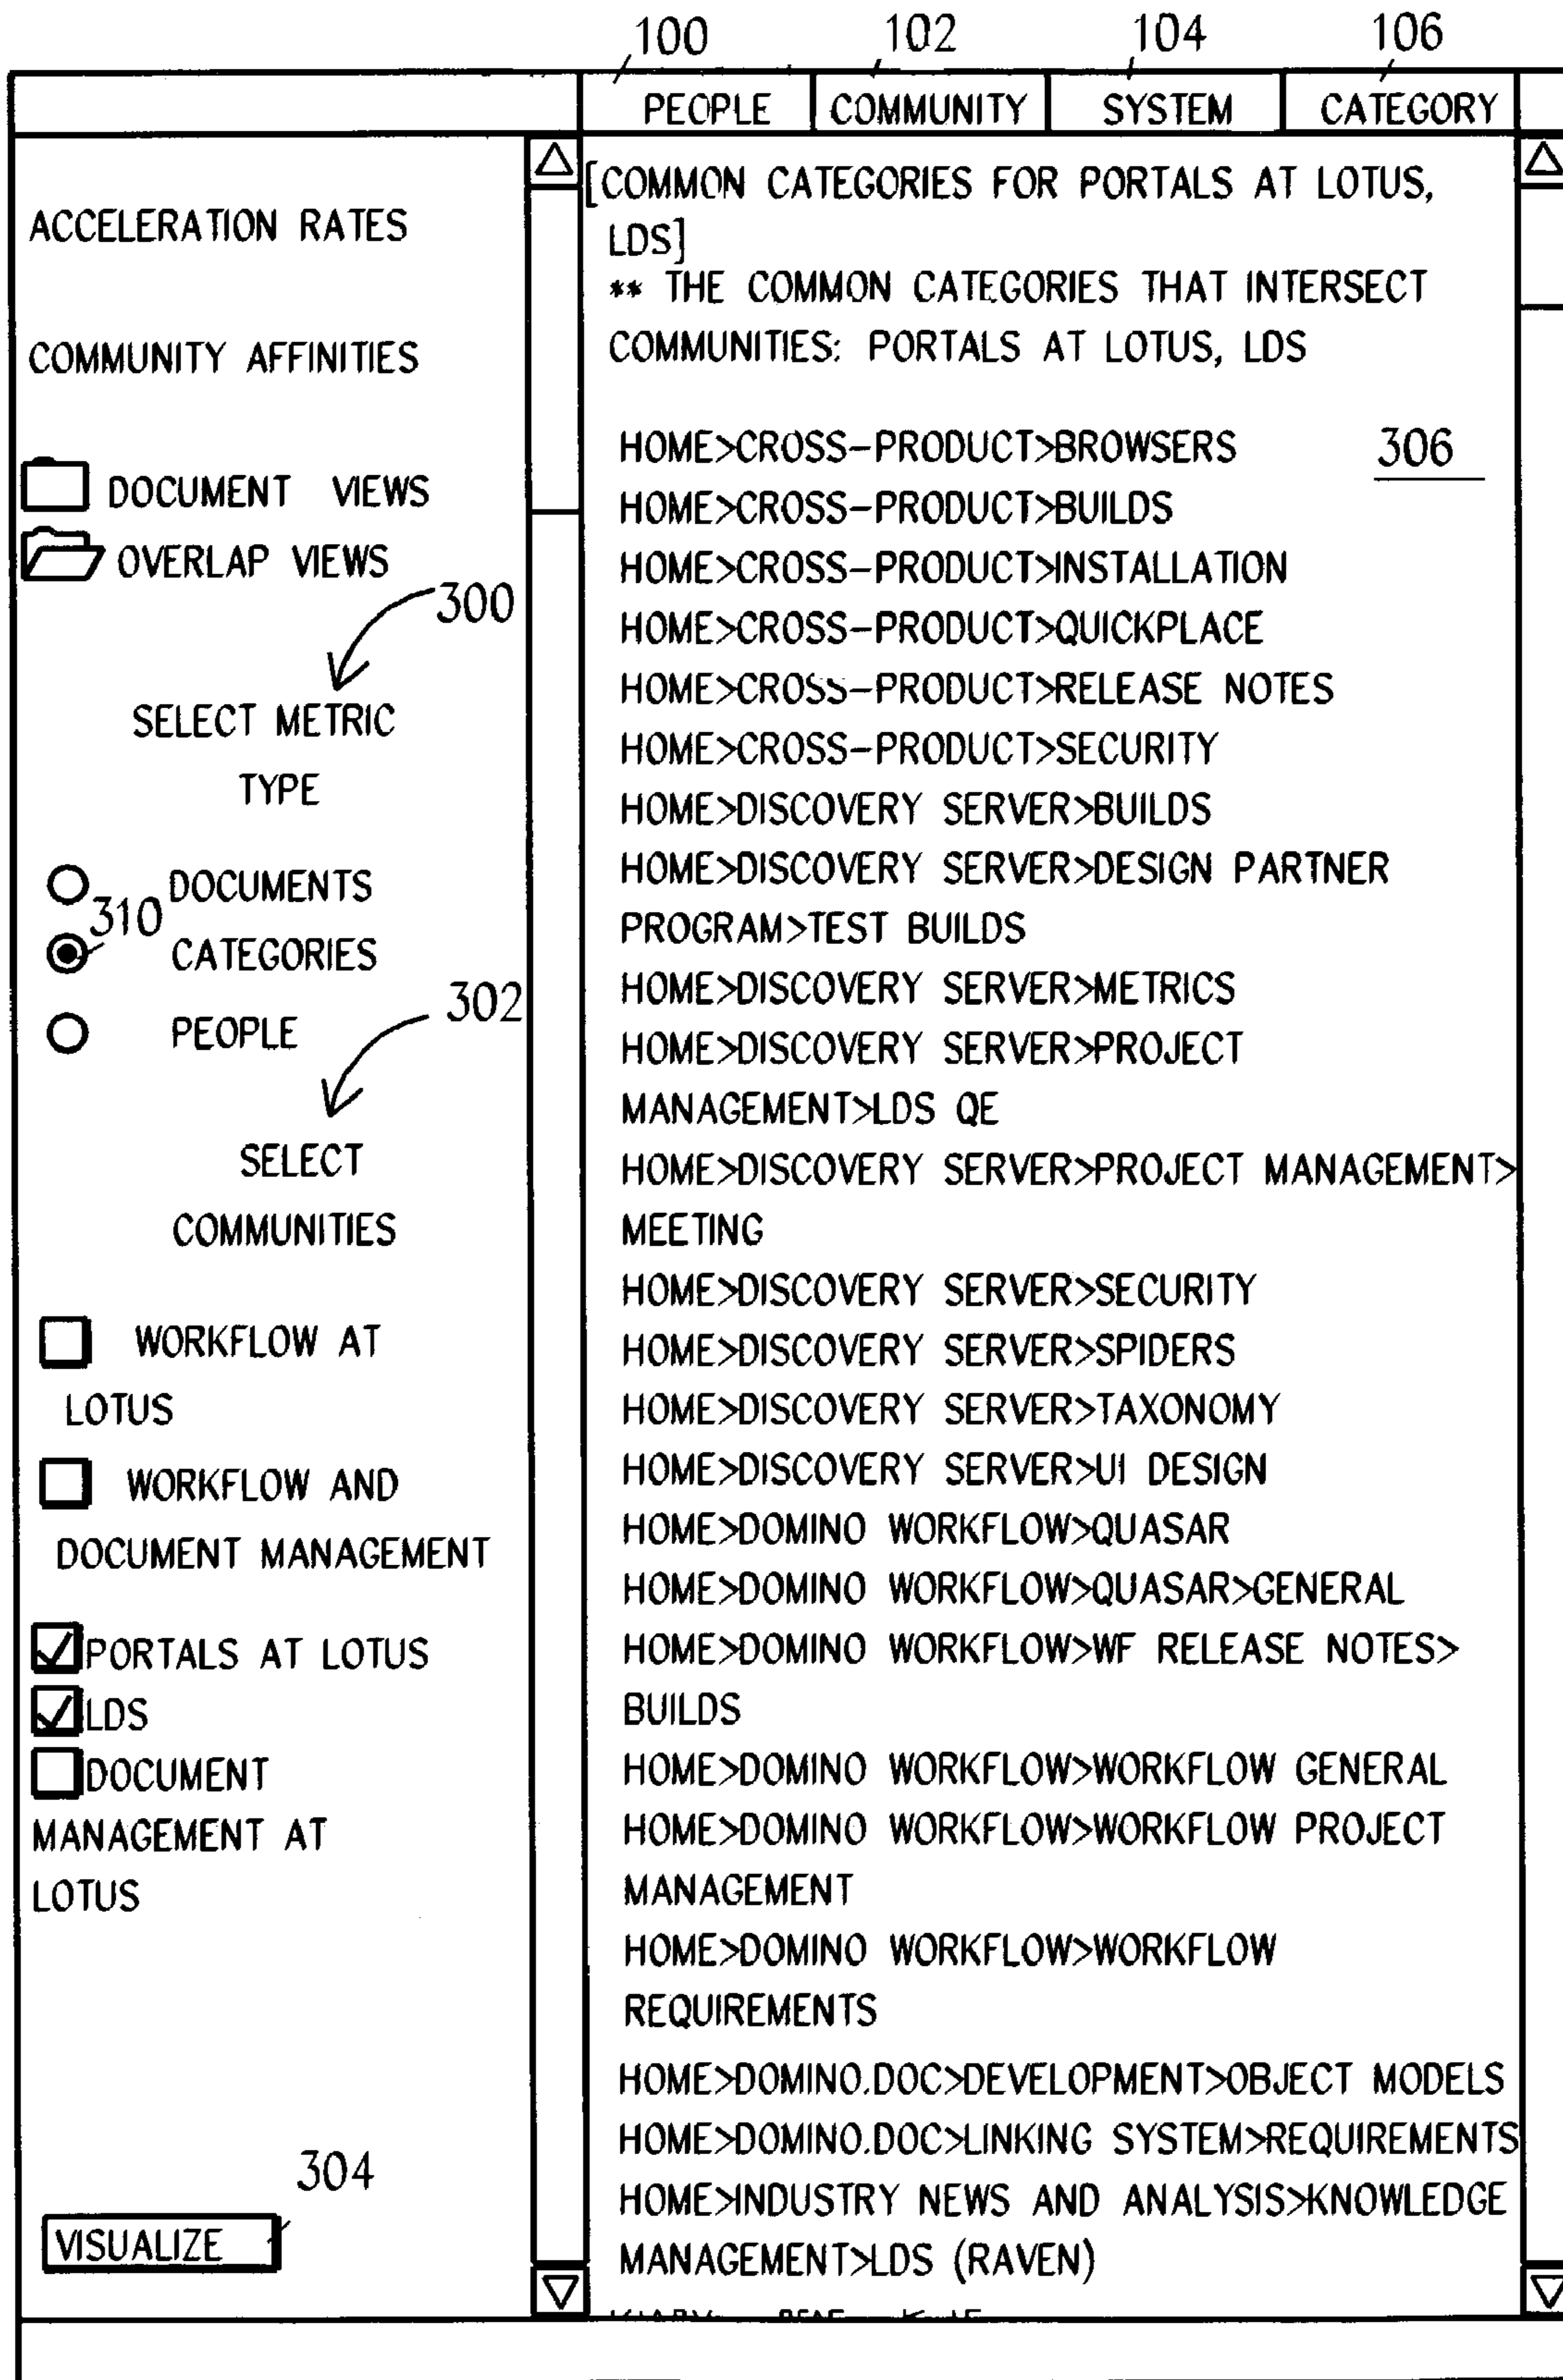 100 102 104 106
PEOPLE COMMUNITY SYSTEM CATEGORY
ACCELERATION RATES
COMMUNITY AFFINITIES
DOCUMENT VIEWS
OVERLAP VIEWS
300
SELECT METRIC
TYPE
DOCUMENTS
310
CATEGORIES
PEOPLE
302
SELECT
COMMUNITIES
WORKFLOW AT
LOTUS
WORKFLOW AND
DOCUMENT MANAGEMENT
PORTALS AT LOTUS
LDS
DOCUMENT
MANAGEMENT AT
LOTUS
304
VISUALIZE
[COMMON CATEGORIES FOR PORTALS AT LOTUS,
LDS]
** THE COMMON CATEGORIES THAT INTERSECT
COMMUNITIES: PORTALS AT LOTUS, LDS
HOME>CROSS-PRODUCT>BROWSERS
306
HOME>CROSS-PRODUCT>BUILDS
HOME>CROSS-PRODUCT>INSTALLATION
HOME>CROSS-PRODUCT>QUICKPLACE
HOME>CROSS-PRODUCT>RELEASE NOTES
HOME>CROSS-PRODUCT>SECURITY
HOME>DISCOVERY SERVER>BUILDS
HOME>DISCOVERY SERVER>DESIGN PARTNER
PROGRAM>TEST BUILDS
HOME>DISCOVERY SERVER>METRICS
HOME>DISCOVERY SERVER>PROJECT
MANAGEMENT>LDS QE
HOME>DISCOVERY SERVER>PROJECT MANAGEMENT>
MEETING
HOME>DISCOVERY SERVER>SECURITY
HOME>DISCOVERY SERVER>SPIDERS
HOME>DISCOVERY SERVER>TAXONOMY
HOME>DISCOVERY SERVER>UI DESIGN
HOME>DOMINO WORKFLOW>QUASAR
HOME>DOMINO WORKFLOW>QUASAR>GENERAL
HOME>DOMINO WORKFLOW>WF RELEASE NOTES>
BUILDS
HOME>DOMINO WORKFLOW>WORKFLOW GENERAL
HOME>DOMINO WORKFLOW>WORKFLOW PROJECT
MANAGEMENT
HOME>DOMINO WORKFLOW>WORKFLOW
REQUIREMENTS
HOME>DOMINO.DOC>DEVELOPMENT>OBJECT MODELS
HOME>DOMINO.DOC>LINKING SYSTEM>REQUIREMENTS
HOME>INDUSTRY NEWS AND ANALYSIS>KNOWLEDGE
MANAGEMENT>LDS (RAVEN)